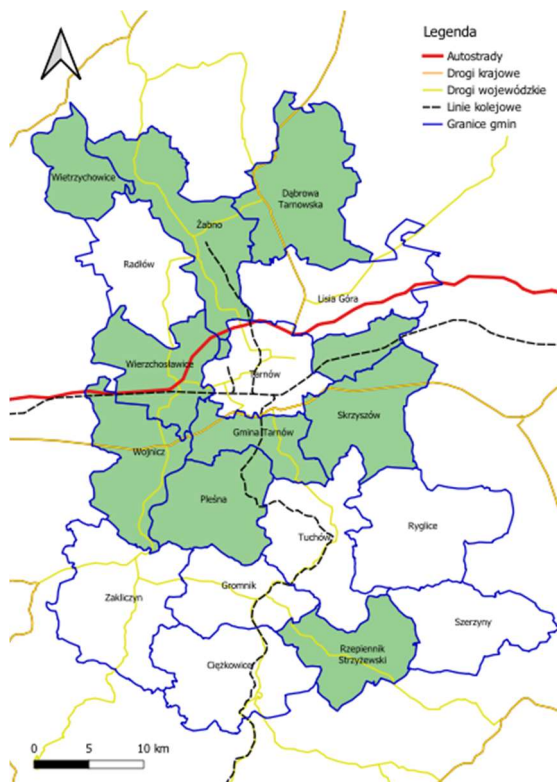 Legenda
Autostrady
Drogi krajowe
Drogi wojewódzkie
Linie kolejowe
Granice gmin
Wietrzychowice
Dąbrowa
Tarnowska
Żabno
Radłów
Lisia Góra
Wierzchosławice
Tarnów
Skrzyszów
Gmina Tarnów
Wojnicz
Pleśna
Ryglice
Tuchów
Gromnik
Zakliczyn
Szerzyny
Rzepiennik
Strzyżewski
Ciężkowice
0 5 10 km